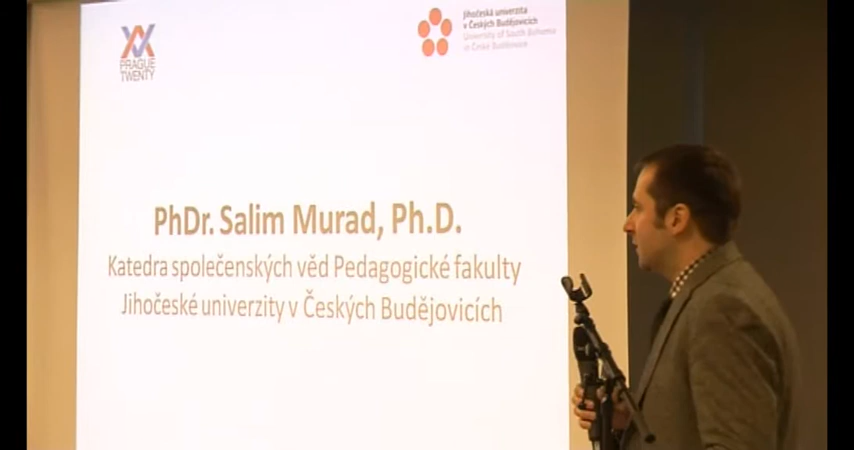 PRAGUE
TWENTY
Jihočeská univerzita
v Českých Budějovicích
University of South Bohemia
in České Budějovice
PhDr. Salim Murad, Ph.D.
Katedra společenských věd Pedagogické fakulty
Jihočeské univerzity v Českých Budějovicích